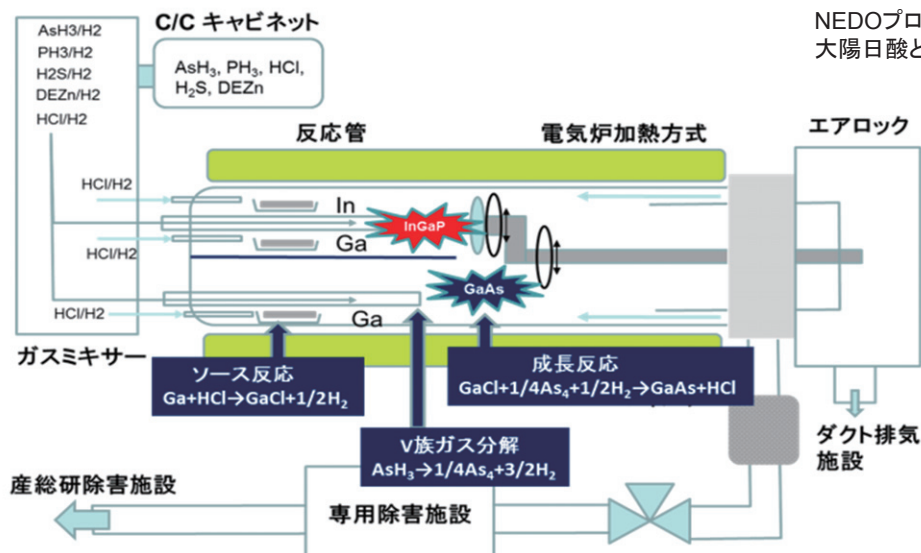 NEDOプロ
大陽日酸と
C/C キャビネット
AsH3/H2
PH3/H2
H2S/H2
DEZn/H2
HCl/H2
AsH₃, PH₃, HCl,
H₂S, DEZn
反応管
電気炉加熱方式
エアロック
HCl/H2
In
InGaP
Ga
HCl/H2
GaAs
HCl/H2
Ga
ガスミキサー
ソース反応
Ga+HCl→GaCl+1/2H₂
成長反応
GaCl+1/4As₄+1/2H₂→GaAs+HCl
V族ガス分解
AsH₃→1/4As₄+3/2H₂
ダクト排気
施設
産総研除害施設
専用除害施設